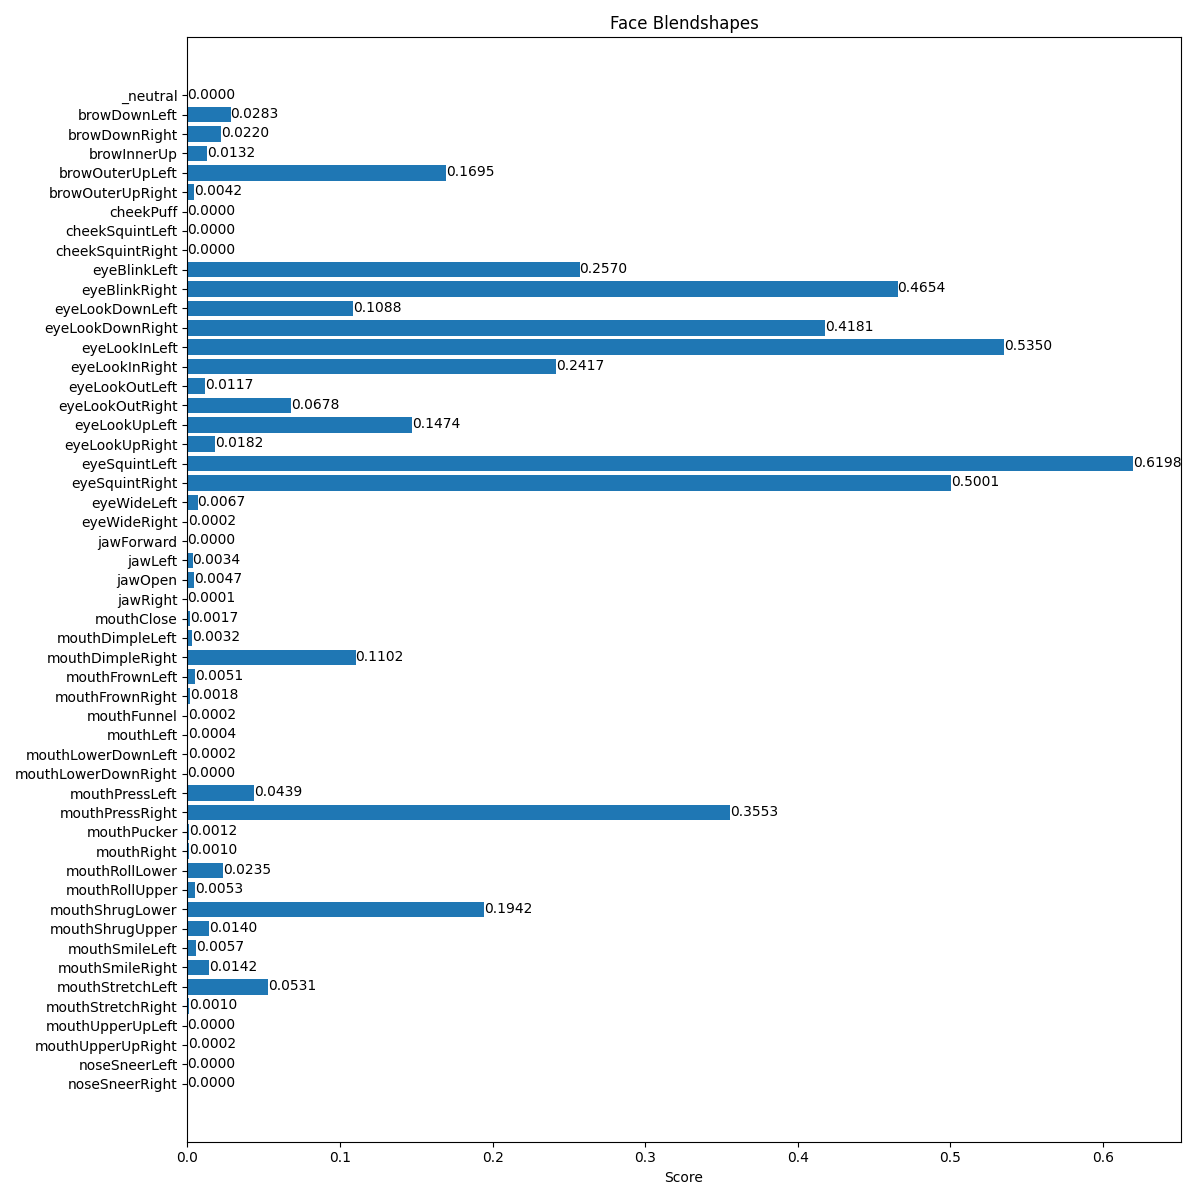 Face Blendshapes
_neutral 0.0000
browDownLeft 0.0283
browDownRight 0.0220
browInnerUp 0.0132
browOuterUpLeft 0.1695
browOuterUpRight 0.0042
cheekPuff 0.0000
cheekSquintLeft 0.0000
cheekSquintRight 0.0000
eyeBlinkLeft 0.2570
eyeBlinkRight 0.4654
eyeLookDownLeft 0.1088
eyeLookDownRight 0.4181
eyeLookInLeft 0.5350
eyeLookInRight 0.2417
eyeLookOutLeft 0.0117
eyeLookOutRight 0.0678
eyeLookUpLeft 0.1474
eyeLookUpRight 0.0182
eyeSquintLeft 0.6198
eyeSquintRight 0.5001
eyeWideLeft 0.0067
eyeWideRight 0.0002
jawForward 0.0000
jawLeft 0.0034
jawOpen 0.0047
jawRight 0.0001
mouthClose 0.0017
mouthDimpleLeft 0.0032
mouthDimpleRight 0.1102
mouthFrownLeft 0.0051
mouthFrownRight 0.0018
mouthFunnel 0.0002
mouthLeft 0.0004
mouthLowerDownLeft 0.0002
mouthLowerDownRight 0.0000
mouthPressLeft 0.0439
mouthPressRight 0.3553
mouthPucker 0.0012
mouthRight 0.0010
mouthRollLower 0.0235
mouthRollUpper 0.0053
mouthShrugLower 0.1942
mouthShrugUpper 0.0140
mouthSmileLeft 0.0057
mouthSmileRight 0.0142
mouthStretchLeft 0.0531
mouthStretchRight 0.0010
mouthUpperUpLeft 0.0000
mouthUpperUpRight 0.0002
noseSneerLeft 0.0000
noseSneerRight 0.0000
0.0 0.1 0.2 0.3 0.4 0.5 0.6
Score